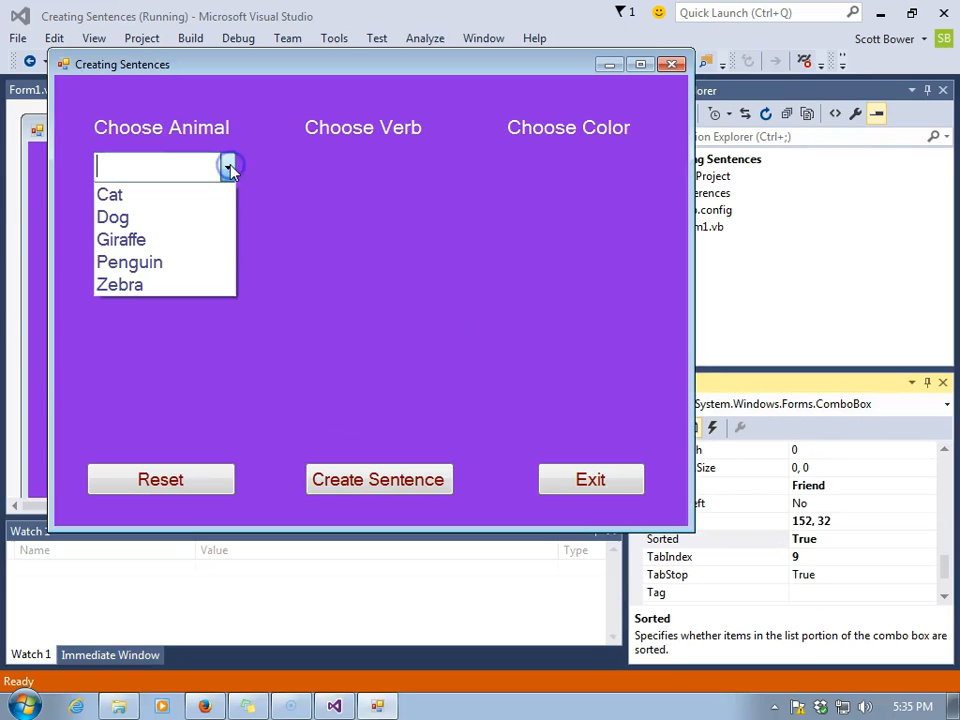 Creating Sentences (Running) - Microsoft Visual Studio
1
Quick Launch (Ctrl+Q)
File Edit View Project Build Debug Team Tools Test Analyze Window Help
Scott Bower
SB
Form1.v
Creating Sentences
Choose Animal
Choose Verb
Choose Color
Cat
Dog
Giraffe
Penguin
Zebra
Reset
Create Sentence
Exit
plorer
ution Explorer (Ctrl+;)
g Sentences
Project
erences
.config
m1.vb
System.Windows.Forms.ComboBox
h 0
Size 0, 0
Friend
eft No
152, 32
Sorted True
TabIndex 9
TabStop True
Tag
Sorted
Specifies whether items in the list portion of the combo box are
sorted.
Watch 1
Name Value Type
Watch 1 Immediate Window
Ready
5:35 PM